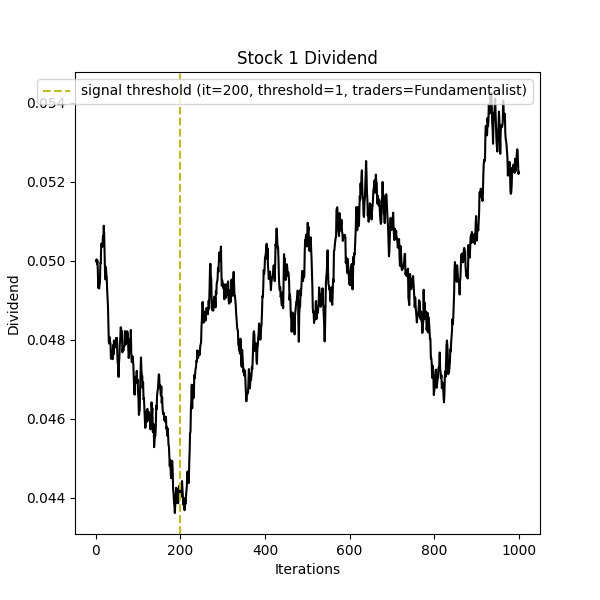 Stock 1 Dividend
signal threshold (it=200, threshold=1, traders=Fundamentalist)
0.054
0.052
0.050
0.048
0.046
0.044
Dividend
0 200 400 600 800 1000
Iterations